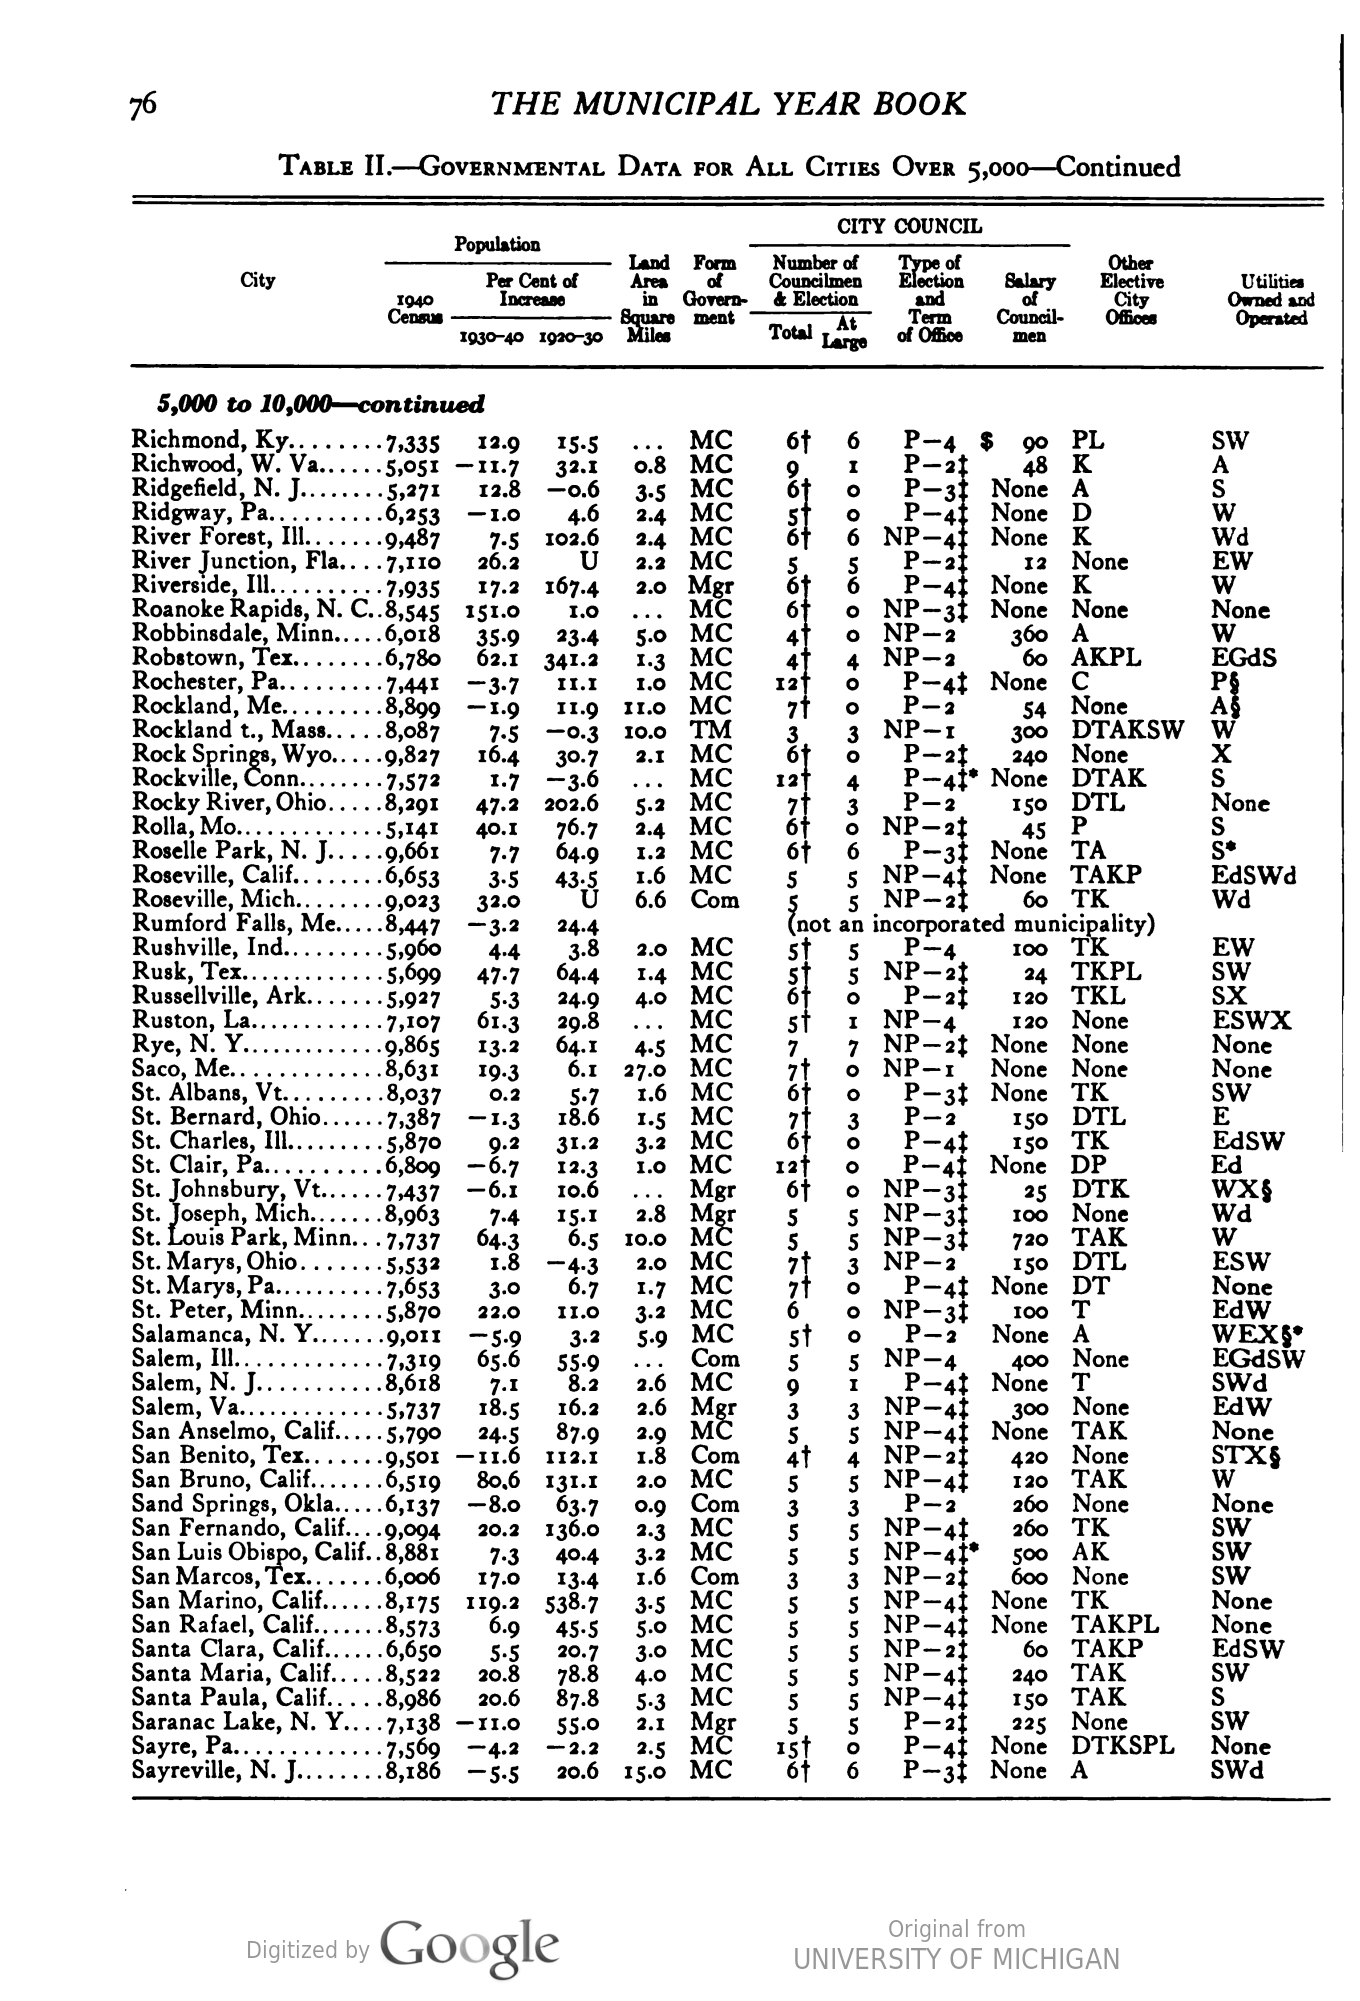 76 THE MUNICIPAL YEAR BOOK
TABLE II.—GOVERNMENTAL DATA FOR ALL CITIES OVER 5,000—Continued
CITY COUNCIL
Population
City
1940 Census
Per Cent of Increase
1930-40 1920-30
Land Area in Square Miles
Form of Govern-ment
Number of Councilmen & Election
Total At Large
Type of Election and Term of Office
Salary of Council-men
Other Elective City Offices
Utilities Owned and Operated
5,000 to 10,000—continued
Richmond, Ky........7,335 12.9 15.5 ... MC 6† 6 P–4 $ 90 PL SW
Richwood, W. Va......5,051 –11.7 32.1 0.8 MC 9 1 P–2‡ 48 K A
Ridgefield, N. J........5,271 12.8 –0.6 3.5 MC 6† 0 P–3‡ None A S
Ridgway, Pa..........6,253 –1.0 4.6 2.4 MC 5† 0 P–4‡ None D W
River Forest, Ill.......9,487 7.5 102.6 2.4 MC 6† 6 NP–4‡ None K Wd
River Junction, Fla....7,110 26.2 U 2.2 MC 5 5 P–2‡ 12 None EW
Riverside, Ill..........7,935 17.2 167.4 2.0 Mgr 6† 6 P–4‡ None K W
Roanoke Rapids, N. C..8,545 151.0 1.0 ... MC 6† 0 NP–3‡ None None None
Robbinsdale, Minn.....6,018 35.9 23.4 5.0 MC 4† 0 NP–2 360 A W
Robstown, Tex........6,780 62.1 341.2 1.3 MC 4† 4 NP–2 60 AKPL EGdS
Rochester, Pa.........7,441 –3.7 11.1 1.0 MC 12† 0 P–4‡ None C P§
Rockland, Me.........8,899 –1.9 11.9 11.0 MC 7† 0 P–2 54 None A§
Rockland t., Mass.....8,087 7.5 –0.3 10.0 TM 3 3 NP–1 300 DTAKSW W
Rock Springs, Wyo.....9,827 16.4 30.7 2.1 MC 6† 0 P–2‡ 240 None X
Rockville, Conn........7,572 1.7 –3.6 ... MC 12† 4 P–4‡* None DTAK S
Rocky River, Ohio.....8,291 47.2 202.6 5.2 MC 7† 3 P–2 150 DTL None
Rolla, Mo............5,141 40.1 76.7 2.4 MC 6† 0 NP–2‡ 45 P S
Roselle Park, N. J.....9,661 7.7 64.9 1.2 MC 6† 6 P–3‡ None TA S*
Roseville, Calif........6,653 3.5 43.5 1.6 MC 5 5 NP–4‡ None TAKP EdSWd
Roseville, Mich........9,023 32.0 U 6.6 Com 5 5 NP–2‡ 60 TK Wd
Rumford Falls, Me.....8,447 –3.2 24.4 (not an incorporated municipality)
Rushville, Ind.........5,960 4.4 3.8 2.0 MC 5† 5 P–4 100 TK EW
Rusk, Tex............5,699 47.7 64.4 1.4 MC 5† 5 NP–2‡ 24 TKPL SW
Russellville, Ark.......5,927 5.3 24.9 4.0 MC 6† 0 P–2‡ 120 TKL SX
Ruston, La............7,107 61.3 29.8 ... MC 5† 1 NP–4 120 None ESWX
Rye, N. Y.............9,865 13.2 64.1 4.5 MC 7 7 NP–2‡ None None None
Saco, Me.............8,631 19.3 6.1 27.0 MC 7† 0 NP–1 None None None
St. Albans, Vt.........8,037 0.2 5.7 1.6 MC 6† 0 P–3‡ None TK SW
St. Bernard, Ohio......7,387 –1.3 18.6 1.5 MC 7† 3 P–2 150 DTL E
St. Charles, Ill.........5,870 9.2 31.2 3.2 MC 6† 0 P–4‡ 150 TK EdSW
St. Clair, Pa..........6,809 –6.7 12.3 1.0 MC 12† 0 P–4‡ None DP Ed
St. Johnsbury, Vt......7,437 –6.1 10.6 ... Mgr 6† 0 NP–3‡ 25 DTK WX§
St. Joseph, Mich.......8,963 7.4 15.1 2.8 Mgr 5 5 NP–3‡ 100 None Wd
St. Louis Park, Minn...7,737 64.3 6.5 10.0 MC 5 5 NP–3‡ 720 TAK W
St. Marys, Ohio.......5,532 1.8 –4.3 2.0 MC 7† 3 NP–2 150 DTL ESW
St. Marys, Pa..........7,653 3.0 6.7 1.7 MC 7† 0 P–4‡ None DT None
St. Peter, Minn........5,870 22.0 11.0 3.2 MC 6 0 NP–3‡ 100 T EdW
Salamanca, N. Y.......9,011 –5.9 3.2 5.9 MC 5† 0 P–2 None A WEX§*
Salem, Ill.............7,319 65.6 55.9 ... Com 5 5 NP–4 400 None EGdSW
Salem, N. J...........8,618 7.1 8.2 2.6 MC 9 1 P–4‡ None T SWd
Salem, Va.............5,737 18.5 16.2 2.6 Mgr 3 3 NP–4‡ 300 None EdW
San Anselmo, Calif.....5,790 24.5 87.9 2.9 MC 5 5 NP–4‡ None TAK None
San Benito, Tex.......9,501 –11.6 112.1 1.8 Com 4† 4 NP–2‡ 420 None STX§
San Bruno, Calif.......6,519 80.6 131.1 2.0 MC 5 5 NP–4‡ 120 TAK W
Sand Springs, Okla.....6,137 –8.0 63.7 0.9 Com 3 3 P–2 260 None None
San Fernando, Calif....9,094 20.2 136.0 2.3 MC 5 5 NP–4‡ 260 TK SW
San Luis Obispo, Calif..8,881 7.3 40.4 3.2 MC 5 5 NP–4‡* 500 AK SW
San Marcos, Tex.......6,006 17.0 13.4 1.6 Com 3 3 NP–2‡ 600 None SW
San Marino, Calif......8,175 119.2 538.7 3.5 MC 5 5 NP–4‡ None TK None
San Rafael, Calif.......8,573 6.9 45.5 5.0 MC 5 5 NP–4‡ None TAKPL None
Santa Clara, Calif......6,650 5.5 20.7 3.0 MC 5 5 NP–2‡ 60 TAKP EdSW
Santa Maria, Calif.....8,522 20.8 78.8 4.0 MC 5 5 NP–4‡ 240 TAK SW
Santa Paula, Calif.....8,986 20.6 87.8 5.3 MC 5 5 NP–4‡ 150 TAK S
Saranac Lake, N. Y....7,138 –11.0 55.0 2.1 Mgr 5 5 P–2‡ 225 None SW
Sayre, Pa.............7,569 –4.2 –2.2 2.5 MC 15† 0 P–4‡ None DTKSPL None
Sayreville, N. J........8,186 –5.5 20.6 15.0 MC 6† 6 P–3‡ None A SWd
Digitized by Google
Original from
UNIVERSITY OF MICHIGAN